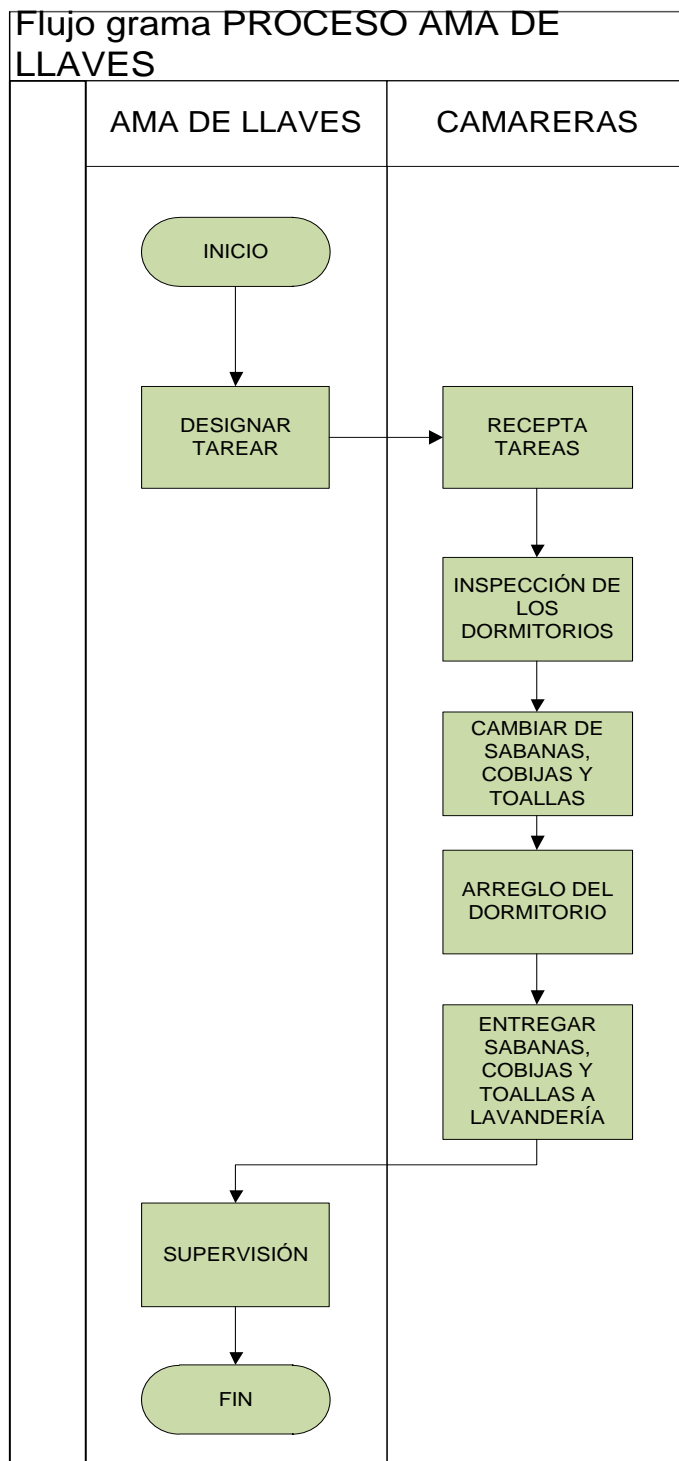 Flujo grama PROCESO AMA DE
LLAVES
AMA DE LLAVES
CAMARERAS
INICIO
DESIGNAR
TAREAR
RECEPTA
TAREAS
INSPECCIÓN DE
LOS
DORMITORIOS
CAMBIAR DE
SABANAS,
COBIJAS Y
TOALLAS
ARREGLO DEL
DORMITORIO
ENTREGAR
SABANAS,
COBIJAS Y
TOALLAS A
LAVANDERÍA
SUPERVISIÓN
FIN